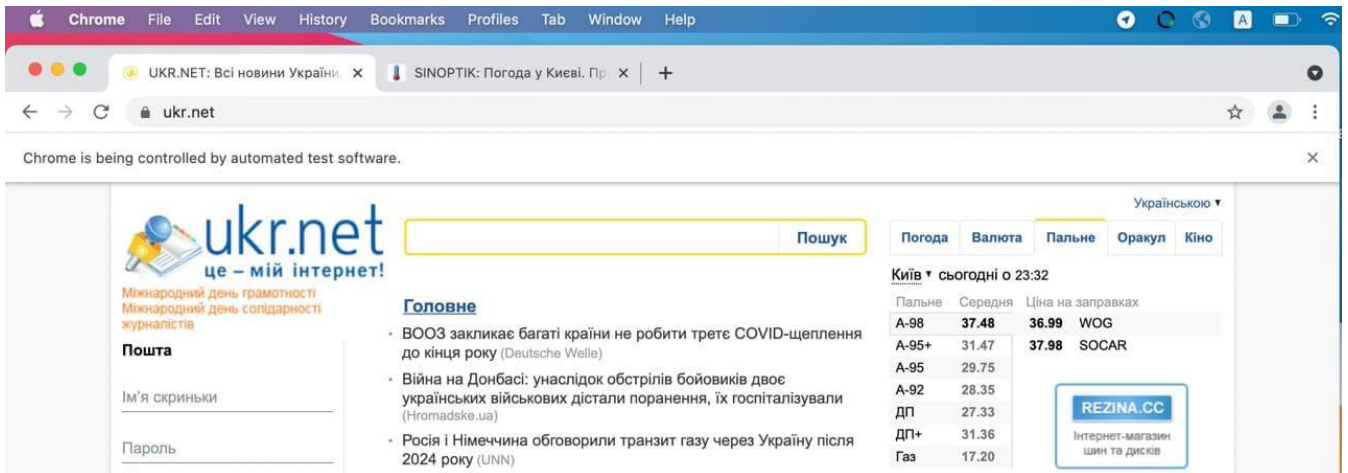 Chrome File Edit View History Bookmarks Profiles Tab Window Help
A
UKR.NET: Всі новини України
SINOPTIK: Погода у Києві. Пр
ukr.net
Chrome is being controlled by automated test software.
Українською
ukr.net
це – мій інтернет!
Міжнародний день грамотності
Міжнародний день солідарності
журналістів
Пошта
Ім'я скриньки
Пароль
Пошук
Головне
ВООЗ закликає багаті країни не робити третє COVID-щеплення
до кінця року (Deutsche Welle)
Війна на Донбасі: унаслідок обстрілів бойовиків двоє
українських військових дістали поранення, їх госпіталізували
(Hromadske.ua)
Росія і Німеччина обговорили транзит газу через Україну після
2024 року (UNN)
Погода Валюта Пальне Оракул Кіно
Київ сьогодні о 23:32
Пальне Середня Ціна на заправках
А-98 37.48 36.99 WOG
А-95+ 31.47 37.98 SOCAR
А-95 29.75
А-92 28.35
ДП 27.33
ДП+ 31.36
Газ 17.20
REZINA.CC
Інтернет-магазин
шин та дисків